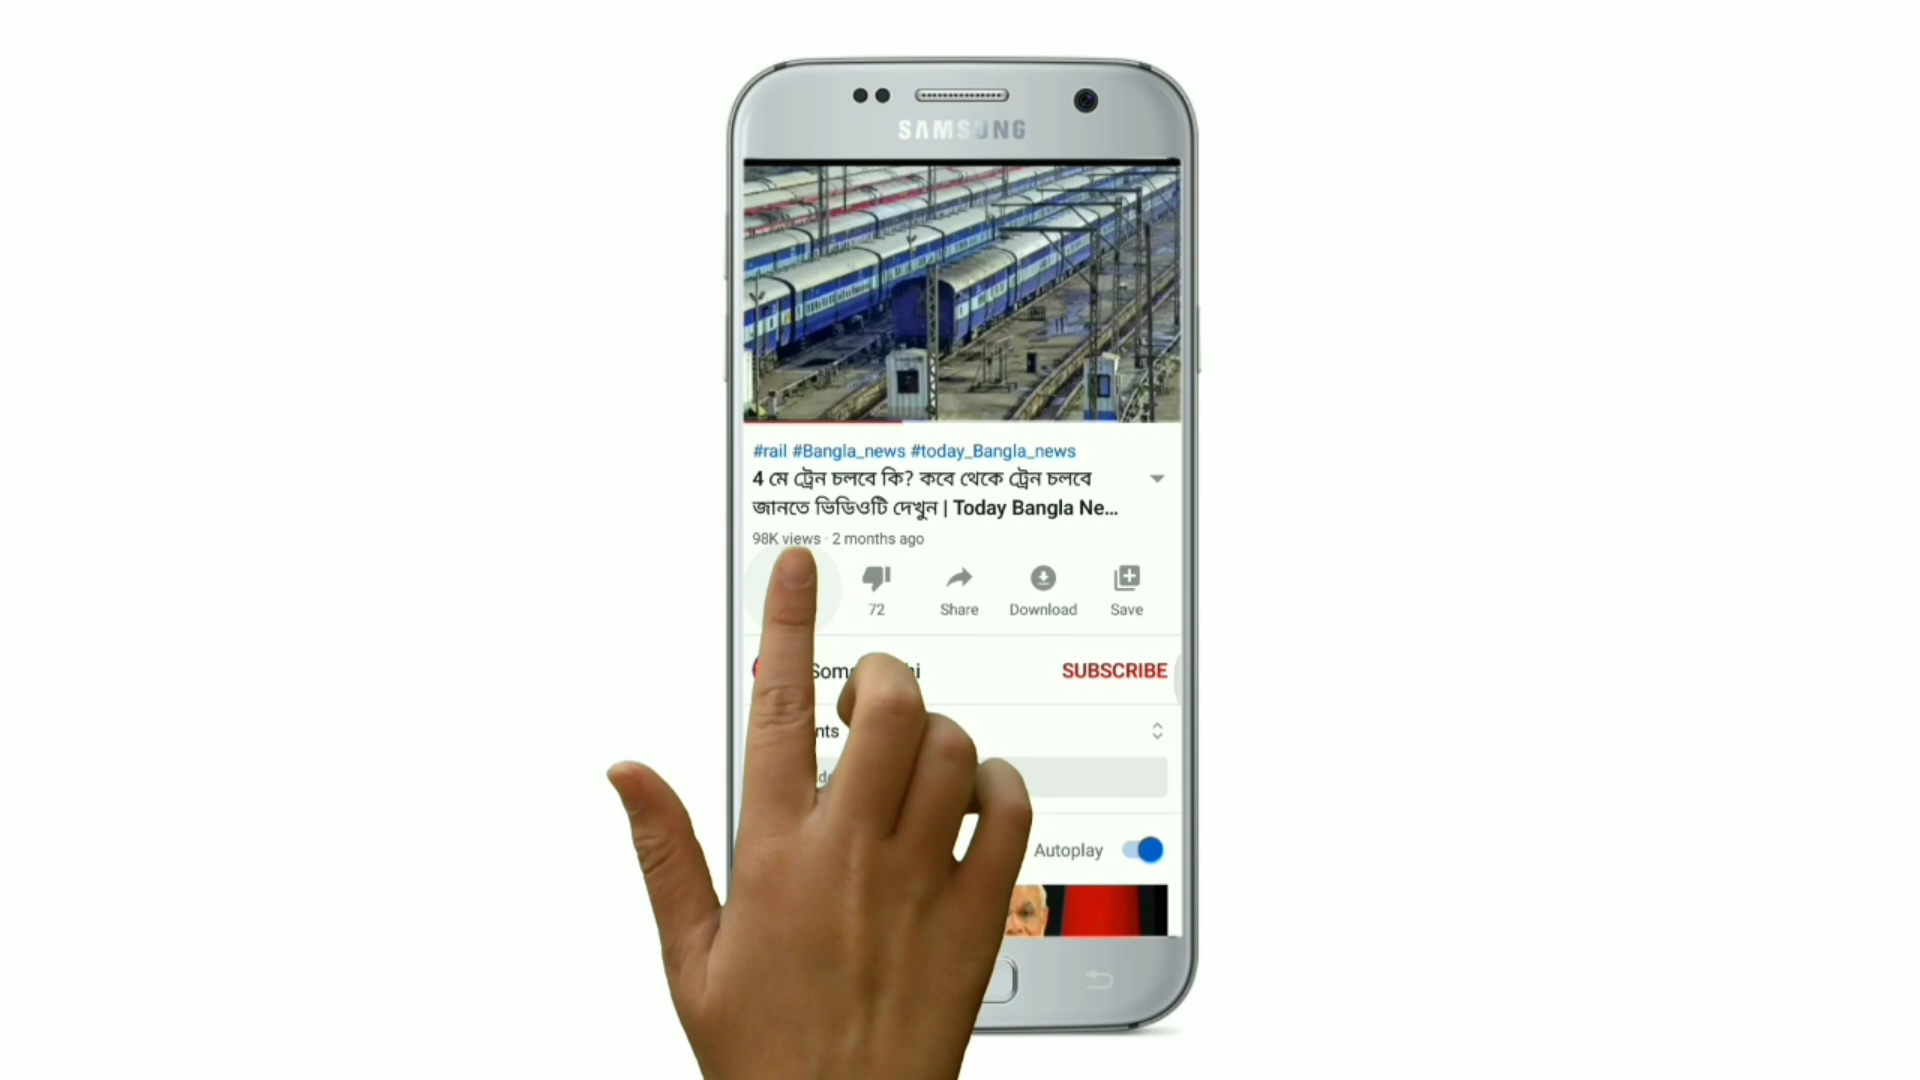 SAMSUNG
#rail #Bangla_news #today_Bangla_news
4 মে ট্রেন চলবে কি? কবে থেকে ট্রেন চলবে
জানতে ভিডিওটি দেখুন | Today Bangla Ne...
98K views · 2 months ago
72
Share
Download
Save
SUBSCRIBE
Autoplay